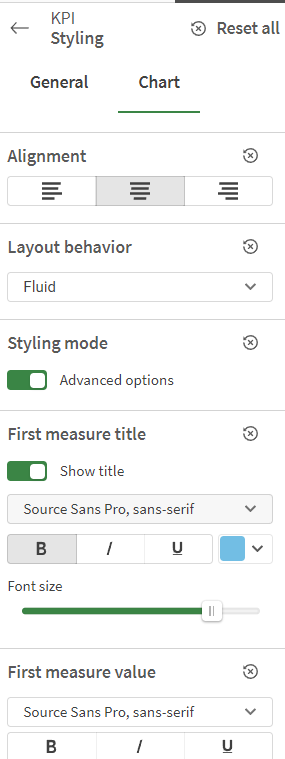 KPI
Styling
Reset all
General
Chart
Alignment
Layout behavior
Fluid
Styling mode
Advanced options
First measure title
Show title
Source Sans Pro, sans-serif
B I U
Font size
First measure value
Source Sans Pro, sans-serif
B I U